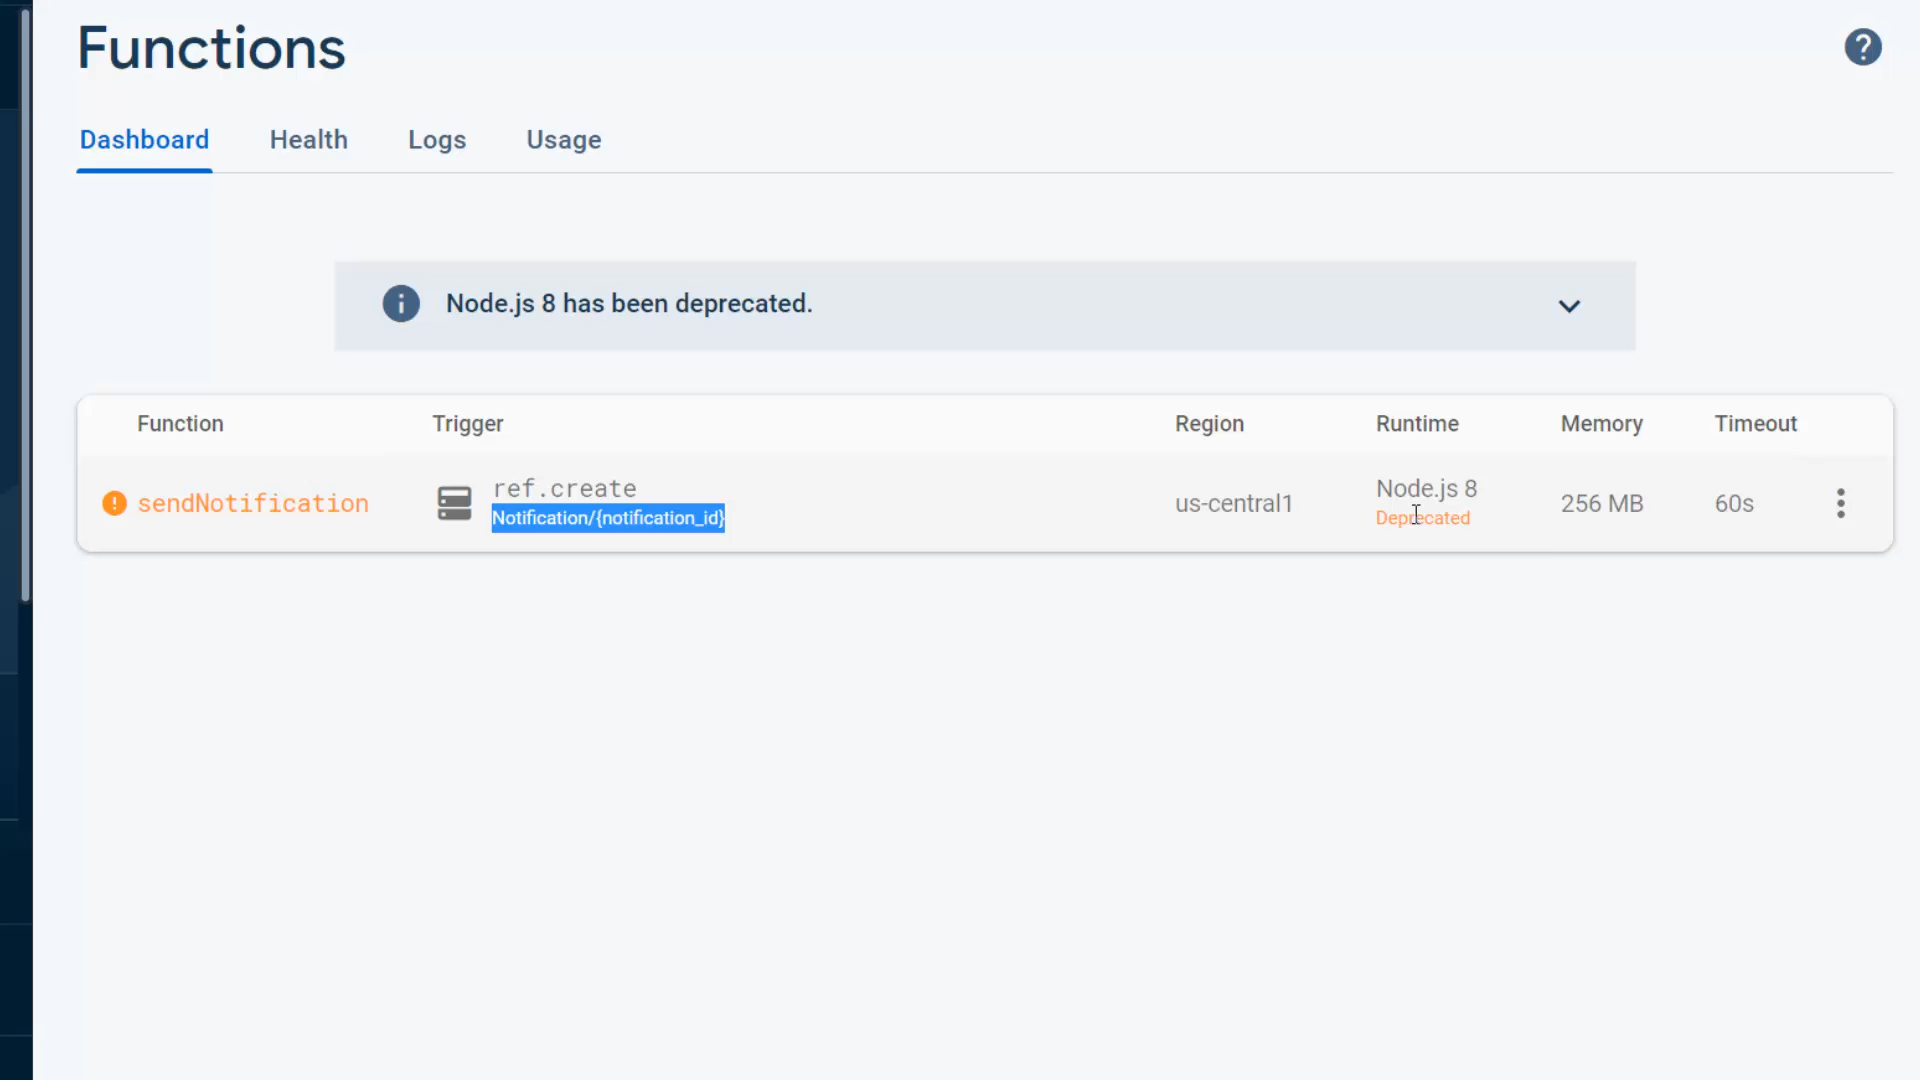 Functions
Dashboard Health Logs Usage
Node.js 8 has been deprecated.
Function Trigger Region Runtime Memory Timeout
sendNotification ref.create us-central1 Node.js 8 256 MB 60s
Notification/{notification_id} Deprecated